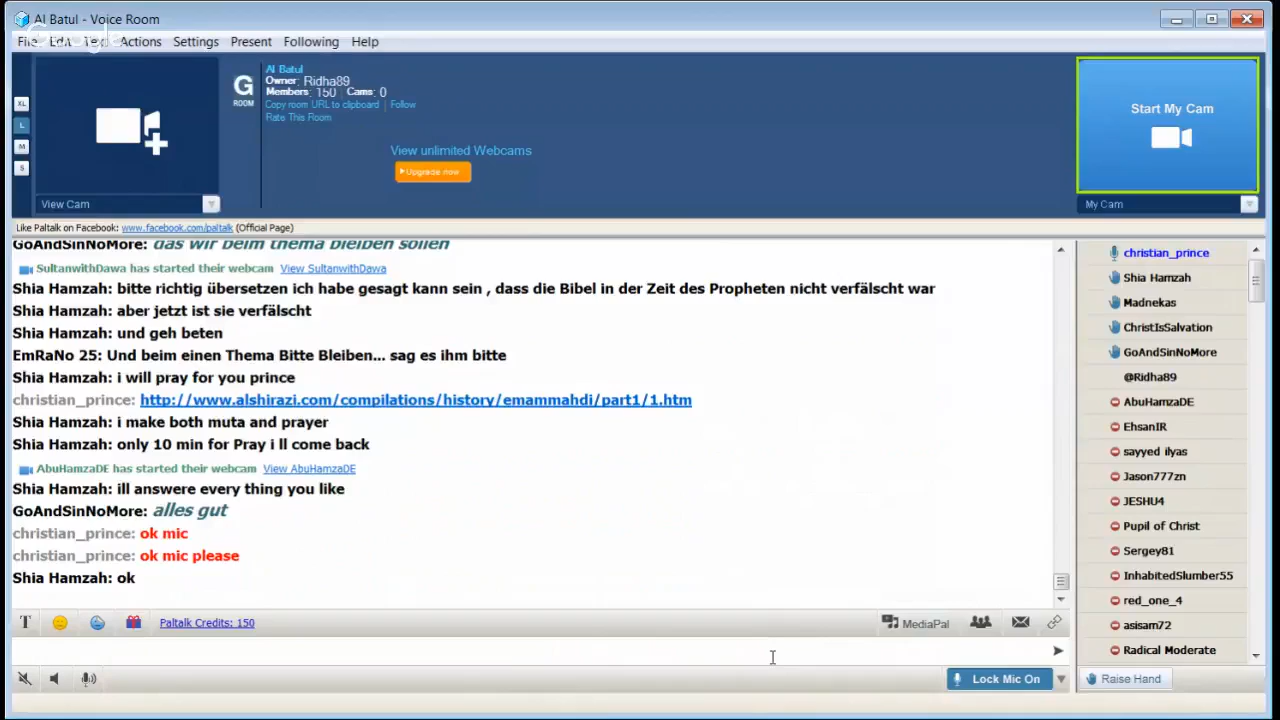 Al Batul - Voice Room
File Edit Text Actions Settings Present Following Help
Google
XL
L
M
S
View Cam
G
ROOM
Al Batul
Owner: Ridha89
Members: 150 Cams: 0
Copy room URL to clipboard | Follow
Rate This Room
View unlimited Webcams
Upgrade now
Start My Cam
My Cam
Like Paltalk on Facebook: www.facebook.com/paltalk (Official Page)
GoAndSinNoMore: das wir beim thema bleiben sollen
SultanwithDawa has started their webcam View SultanwithDawa
Shia Hamzah: bitte richtig übersetzen ich habe gesagt kann sein , dass die Bibel in der Zeit des Propheten nicht verfälscht war
Shia Hamzah: aber jetzt ist sie verfälscht
Shia Hamzah: und geh beten
EmRaNo 25: Und beim einen Thema Bitte Bleiben... sag es ihm bitte
Shia Hamzah: i will pray for you prince
christian_prince: http://www.alshirazi.com/compilations/history/emammahdi/part1/1.htm
Shia Hamzah: i make both muta and prayer
Shia Hamzah: only 10 min for Pray i ll come back
AbuHamzaDE has started their webcam View AbuHamzaDE
Shia Hamzah: ill answere every thing you like
GoAndSinNoMore: alles gut
christian_prince: ok mic
christian_prince: ok mic please
Shia Hamzah: ok
christian_prince
Shia Hamzah
Madnekas
ChristIsSalvation
GoAndSinNoMore
@Ridha89
AbuHamzaDE
EhsanIR
sayyed ilyas
Jason777zn
JESHU4
Pupil of Christ
Sergey81
InhabitedSlumber55
red_one_4
asisam72
Radical Moderate
T
Paltalk Credits: 150
MediaPal
Lock Mic On
Raise Hand